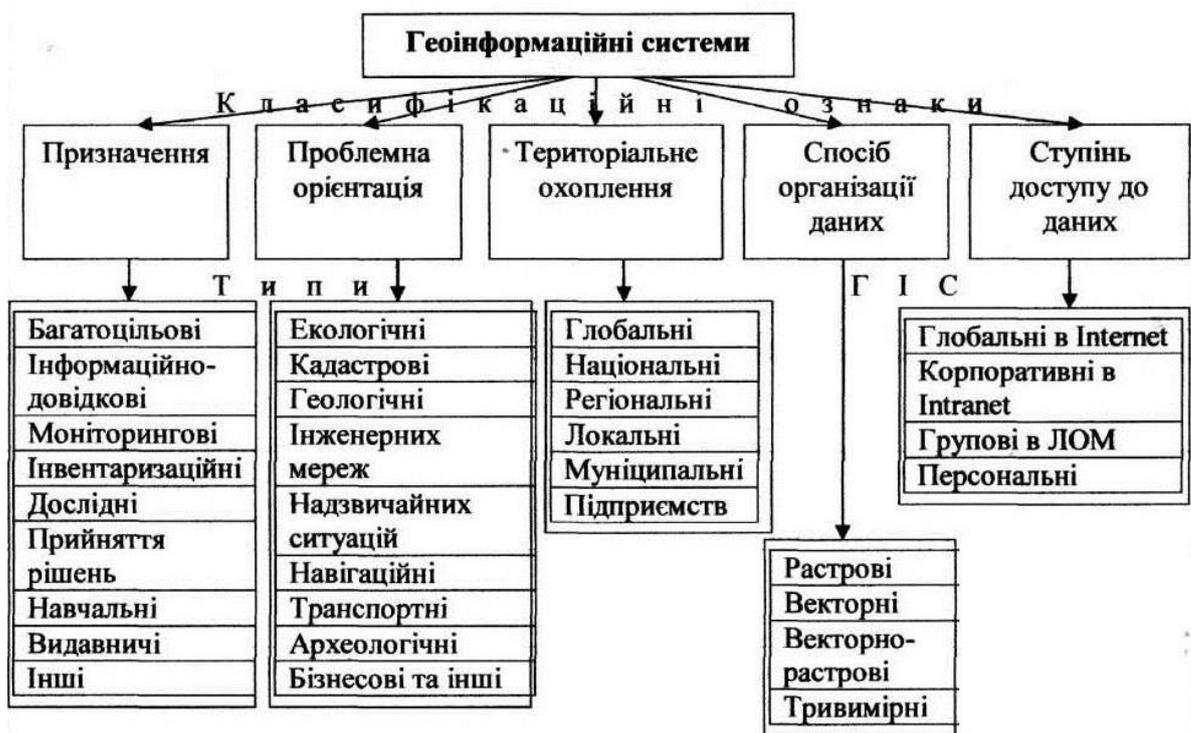 Геоінформаційні системи
Класифікаційні ознаки
Призначення
Проблемна
орієнтація
Територіальне
охоплення
Спосіб
організації
даних
Ступінь
доступу до
даних
Типи ГІС
Багатоцільові
Інформаційно-
довідкові
Моніторингові
Інвентаризаційні
Дослідні
Прийняття
рішень
Навчальні
Видавничі
Інші
Екологічні
Кадастрові
Геологічні
Інженерних
мереж
Надзвичайних
ситуацій
Навігаційні
Транспортні
Археологічні
Бізнесові та інші
Глобальні
Національні
Регіональні
Локальні
Муніципальні
Підприємств
Растрові
Векторні
Векторно-
растрові
Тривимірні
Глобальні в Internet
Корпоративні в
Intranet
Групові в ЛОМ
Персональні